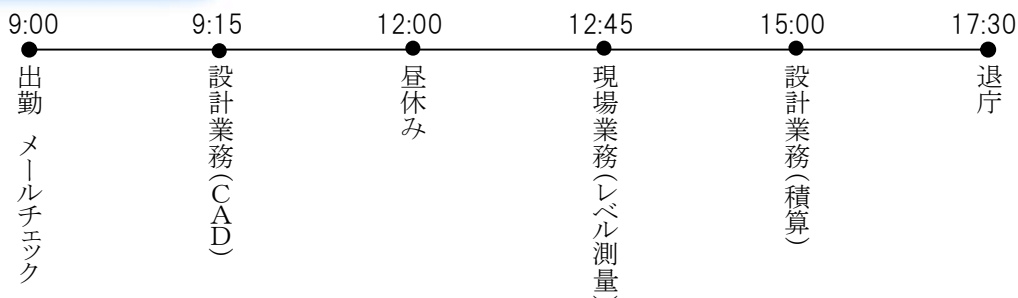 9:00
9:15
12:00
12:45
15:00
17:30
出勤 メールチェック
設計業務(ＣＡＤ)
昼休み
現場業務(レベル測量)
設計業務(積算)
退庁